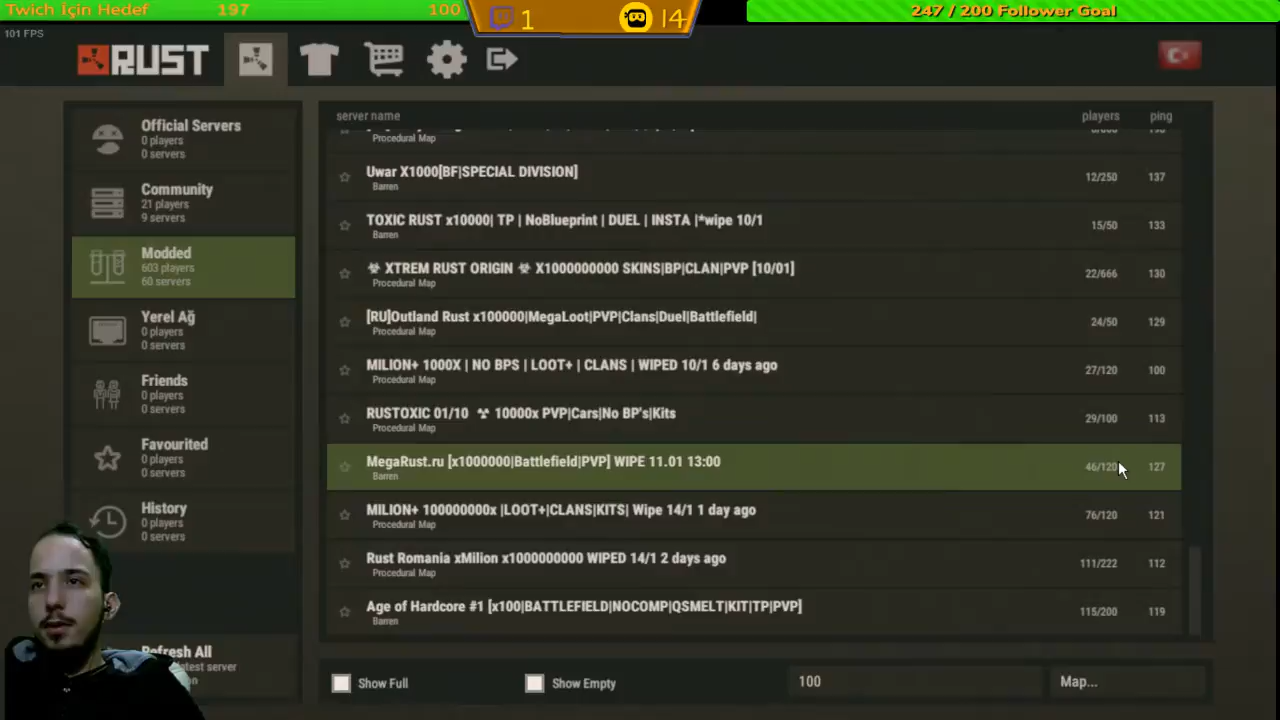 Twich İçin Hedef 197 100
1 14
247 / 200 Follower Goal
101 FPS
RUST
Official Servers
0 players
0 servers
Community
21 players
9 servers
Modded
603 players
60 servers
Yerel Ağ
0 players
0 servers
Friends
0 players
0 servers
Favourited
0 players
0 servers
History
0 players
0 servers
Refresh All
latest server
server name players ping
Procedural Map
Uwar X1000[BF|SPECIAL DIVISION] 12/250 137
Barren
TOXIC RUST x10000| TP | NoBlueprint | DUEL | INSTA |*wipe 10/1 15/50 133
Barren
☣ XTREM RUST ORIGIN ☣ X1000000000 SKINS|BP|CLAN|PVP [10/01] 22/666 130
Procedural Map
[RU]Outland Rust x100000|MegaLoot|PVP|Clans|Duel|Battlefield| 24/50 129
Procedural Map
MILION+ 1000X | NO BPS | LOOT+ | CLANS | WIPED 10/1 6 days ago 27/120 100
Procedural Map
RUSTOXIC 01/10 ☣ 10000x PVP|Cars|No BP's|Kits 29/100 113
Procedural Map
MegaRust.ru [x1000000|Battlefield|PVP] WIPE 11.01 13:00 46/120 127
Barren
MILION+ 100000000x |LOOT+|CLANS|KITS| Wipe 14/1 1 day ago 76/120 121
Procedural Map
Rust Romania xMilion x1000000000 WIPED 14/1 2 days ago 111/222 112
Procedural Map
Age of Hardcore #1 [x100|BATTLEFIELD|NOCOMP|QSMELT|KIT|TP|PVP] 115/200 119
Barren
Show Full Show Empty 100 Map...